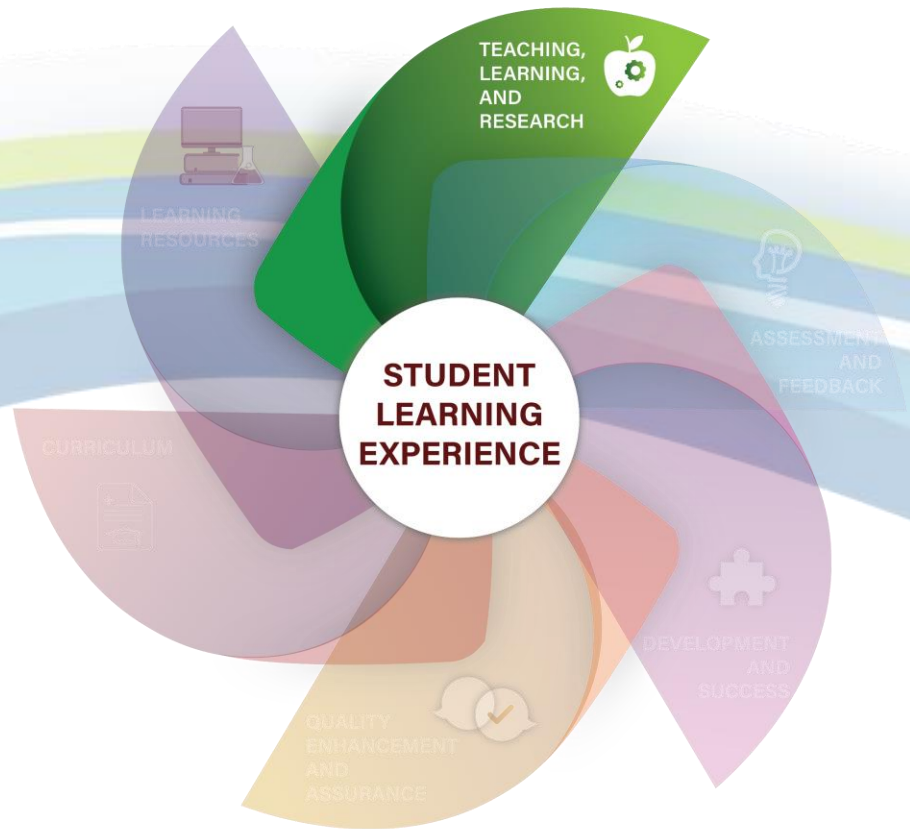 TEACHING,
LEARNING,
AND
RESEARCH
LEARNING
RESOURCES
ASSESSMENT
AND
FEEDBACK
STUDENT
LEARNING
EXPERIENCE
CURRICULUM
DEVELOPMENT
AND
SUCCESS
QUALITY
ENHANCEMENT
AND
ASSURANCE